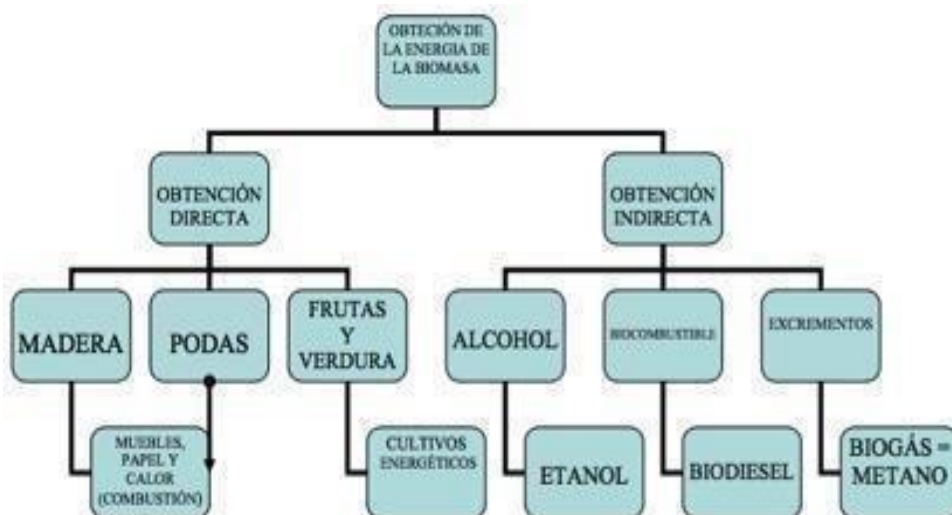 OBTECIÓN DE
LA ENERGIA DE
LA BIOMASA
OBTENCIÓN
DIRECTA
OBTENCIÓN
INDIRECTA
MADERA
PODAS
FRUTAS
Y
VERDURA
ALCOHOL
BIOCOMBUSTIBLE
EXCREMENTOS
MUEBLES,
PAPEL Y
CALOR
(COMBUSTIÓN)
CULTIVOS
ENERGÉTICOS
ETANOL
BIODIESEL
BIOGÁS =
METANO